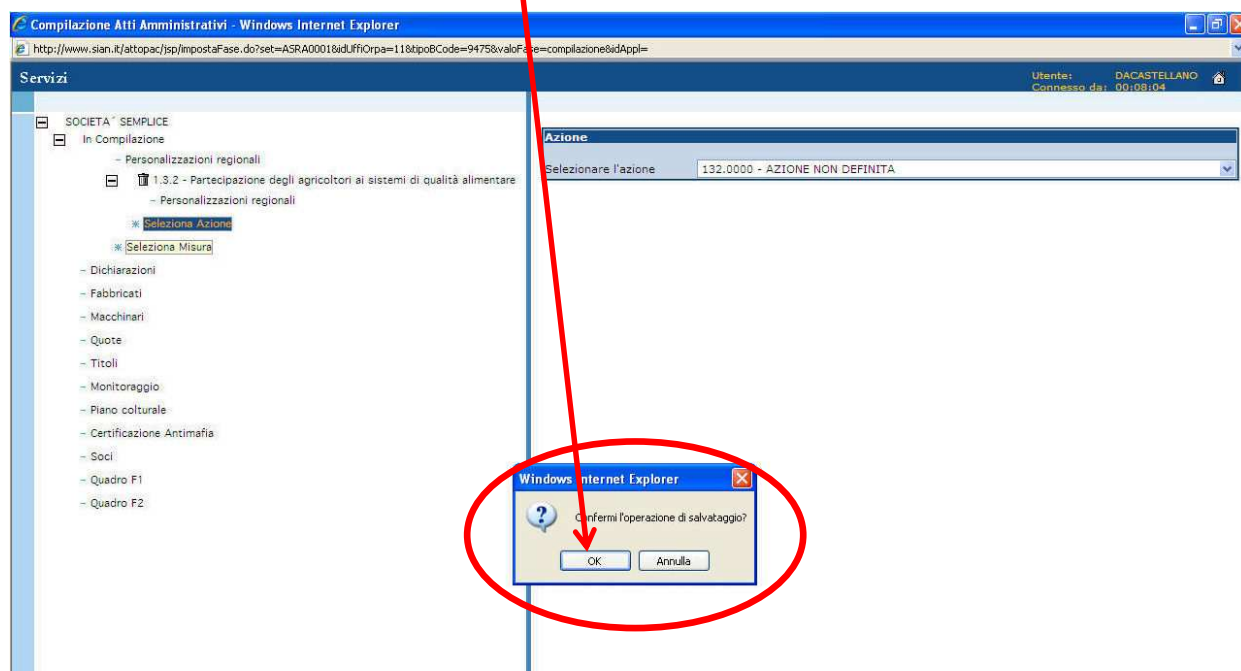 Compilazione Atti Amministrativi - Windows Internet Explorer
http://www.sian.it/attopac/jsp/impostaFase.do?set=ASRA0001&idUffiOrpa=11&tipoBCode=9475&valoFase=compilazione&idAppl=
Servizi
Utente: DACASTELLANO
Connesso da: 00:08:04
SOCIETA´ SEMPLICE
In Compilazione
- Personalizzazioni regionali
1.3.2 - Partecipazione degli agricoltori ai sistemi di qualità alimentare
- Personalizzazioni regionali
Seleziona Azione
Seleziona Misura
- Dichiarazioni
- Fabbricati
- Macchinari
- Quote
- Titoli
- Monitoraggio
- Piano colturale
- Certificazione Antimafia
- Soci
- Quadro F1
- Quadro F2
Azione
Selezionare l'azione 132.0000 - AZIONE NON DEFINITA
Windows Internet Explorer
Confermi l'operazione di salvataggio?
OK Annulla